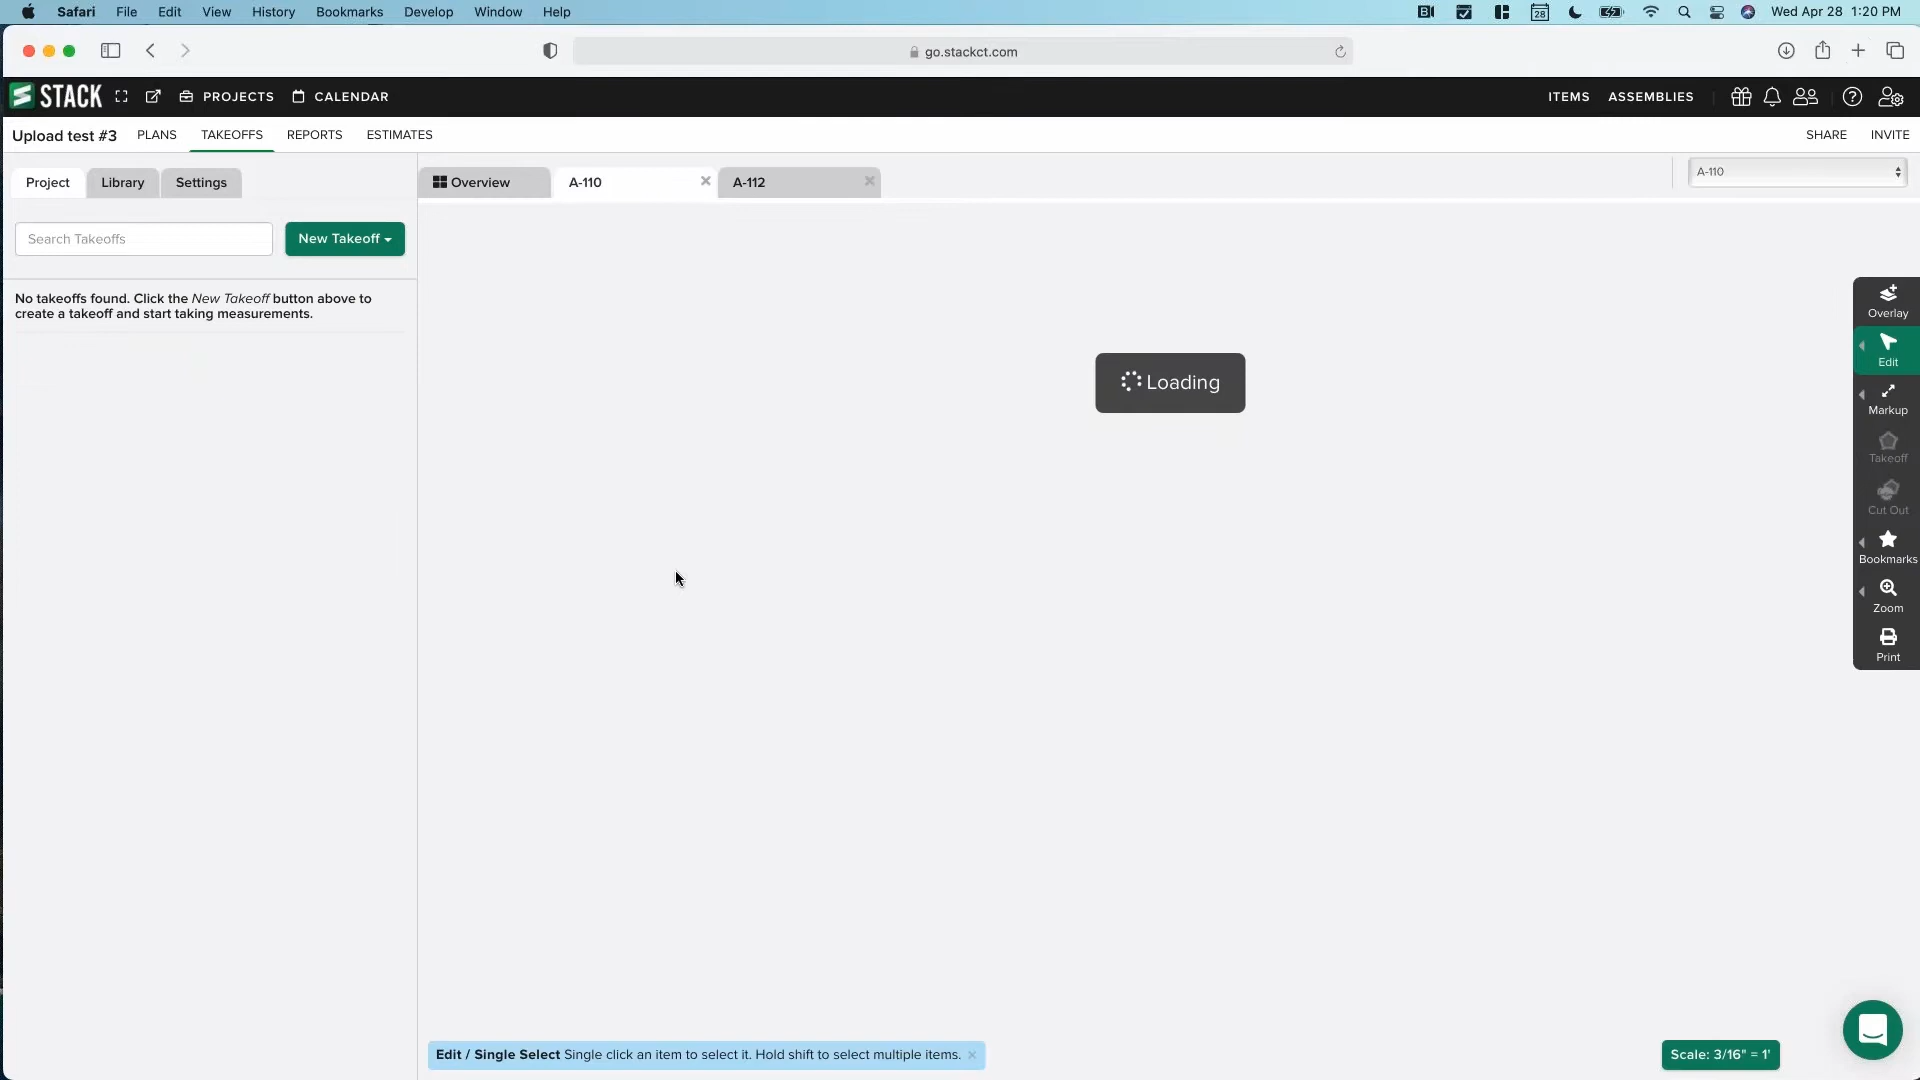 Safari File Edit View History Bookmarks Develop Window Help 28 Wed Apr 28 1:20 PM
go.stackct.com
STACK PROJECTS CALENDAR ITEMS ASSEMBLIES
Upload test #3 PLANS TAKEOFFS REPORTS ESTIMATES SHARE INVITE
Project Library Settings Overview A-110 A-112 A-110
Search Takeoffs New Takeoff
No takeoffs found. Click the New Takeoff button above to
create a takeoff and start taking measurements.
Loading
Overlay
Edit
Markup
Takeoff
Cut Out
Bookmarks
Zoom
Print
Edit / Single Select Single click an item to select it. Hold shift to select multiple items.
Scale: 3/16" = 1'